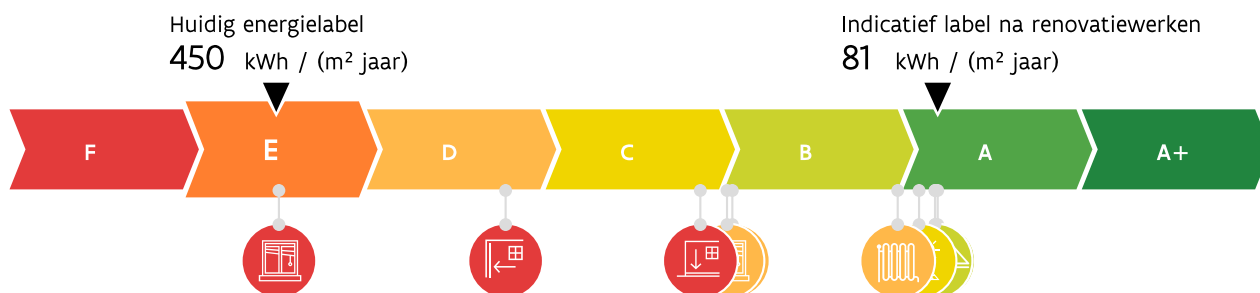 Huidig energielabel
450 kWh / (m² jaar)
Indicatief label na renovatiewerken
81 kWh / (m² jaar)
F E D C B A A+